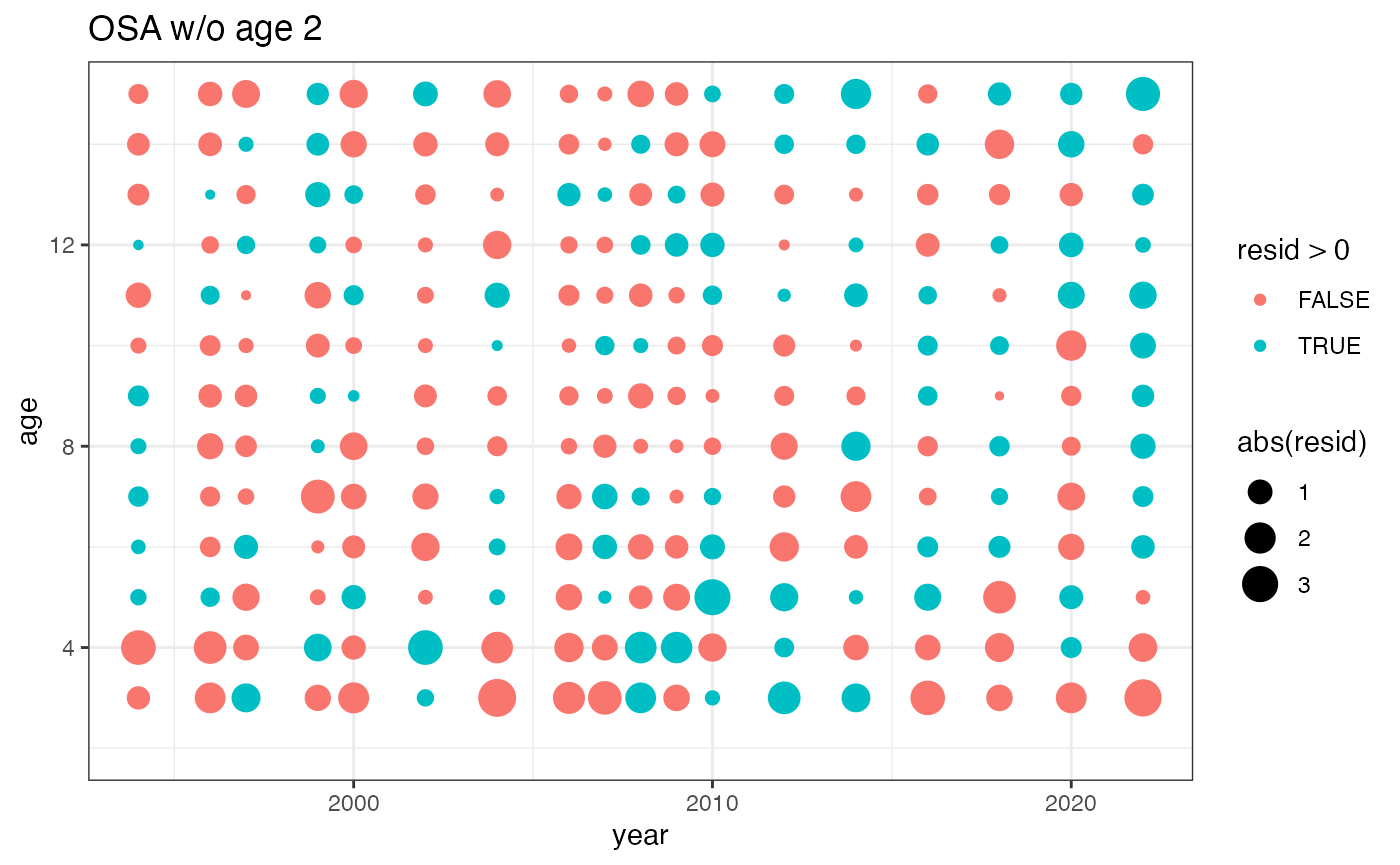 OSA w/o age 2
12
8
4
age
2000
2010
2020
year
resid > 0
FALSE
TRUE
abs(resid)
1
2
3